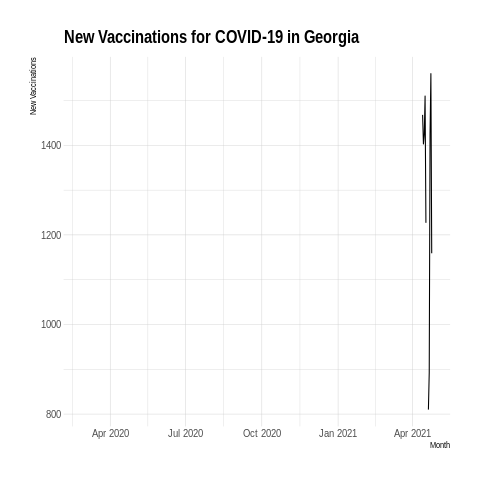 New Vaccinations for COVID-19 in Georgia
New Vaccinations
1400
1200
1000
800
Apr 2020 Jul 2020 Oct 2020 Jan 2021 Apr 2021
Month